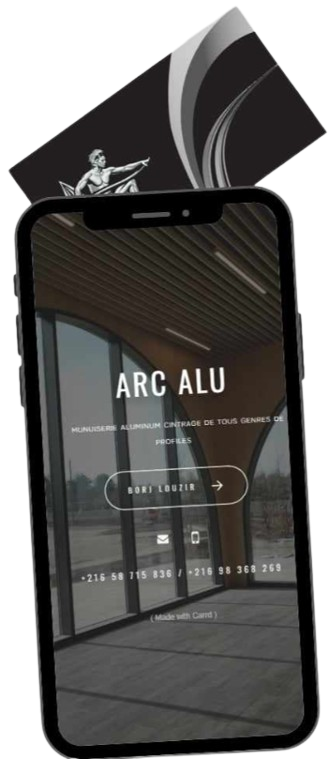 ARC ALU
MUNUISERIE ALUMINUM CINTRAGE DE TOUS GENRES DE
PROFILES
BORJ LOUZIR
+216 58 715 836 / +216 98 368 269
( Made with Carrd )